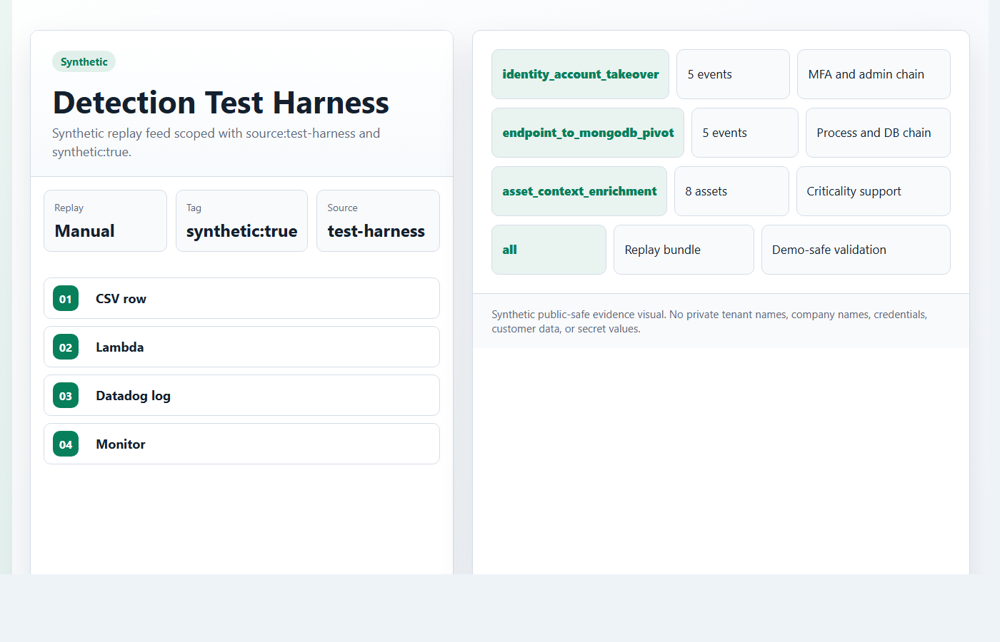 Synthetic
Detection Test Harness
Synthetic replay feed scoped with source:test-harness and
synthetic:true.
Replay
Manual
Tag
synthetic:true
Source
test-harness
01 CSV row
02 Lambda
03 Datadog log
04 Monitor
identity_account_takeover 5 events MFA and admin chain
endpoint_to_mongodb_pivot 5 events Process and DB chain
asset_context_enrichment 8 assets Criticality support
all Replay bundle Demo-safe validation
Synthetic public-safe evidence visual. No private tenant names, company names, credentials,
customer data, or secret values.